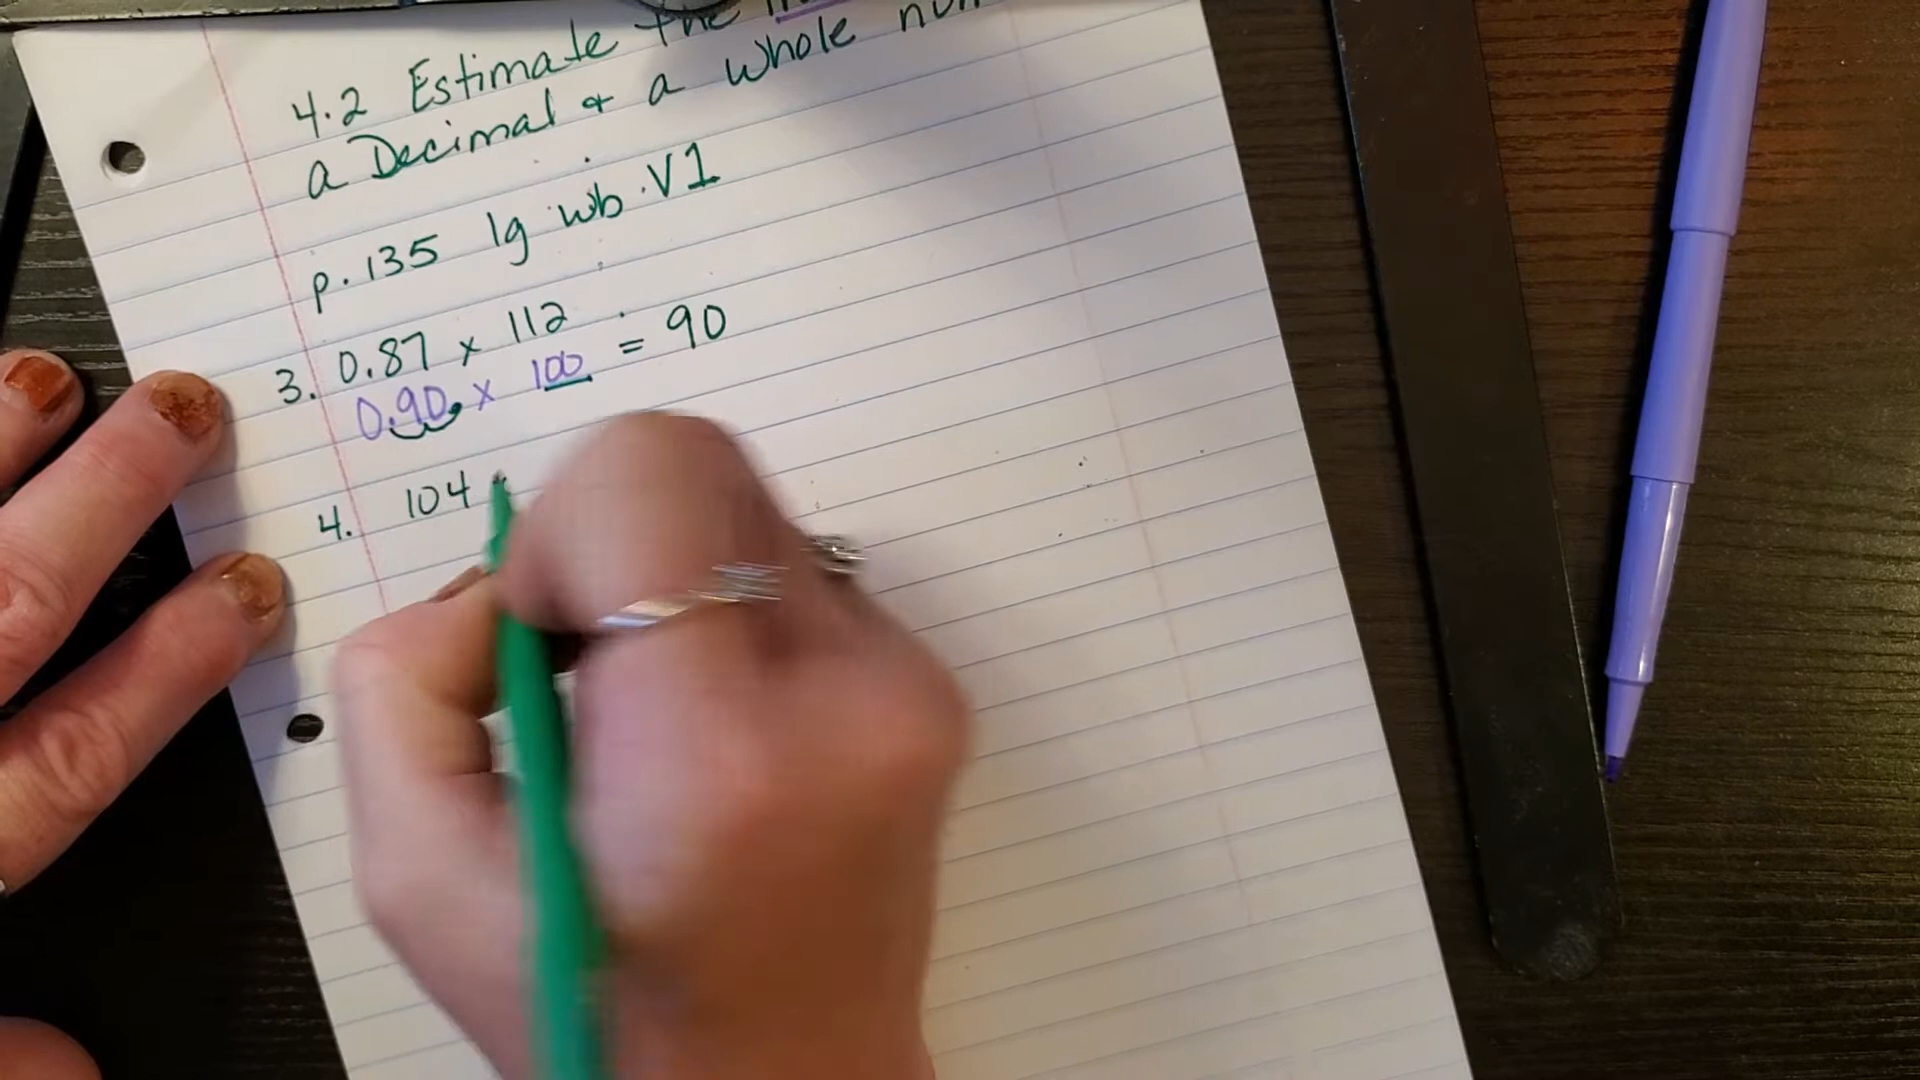 4.2 Estimate the
a Decimal & a whole
p. 135 lg wb. V1
3. 0.87 x 112 = 90
0.90. x 100
4. 104